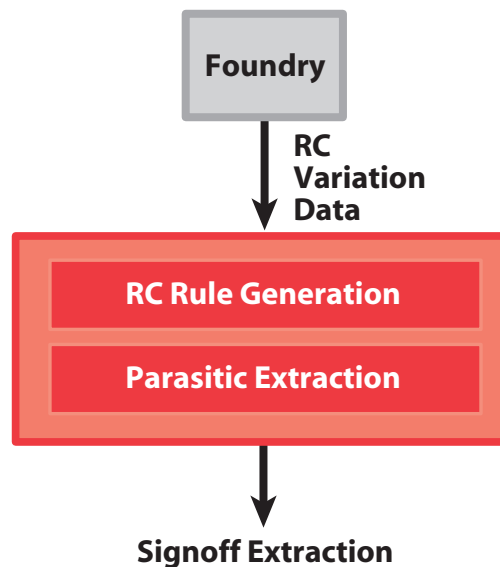 Foundry
RC
Variation
Data
RC Rule Generation
Parasitic Extraction
Signoff Extraction